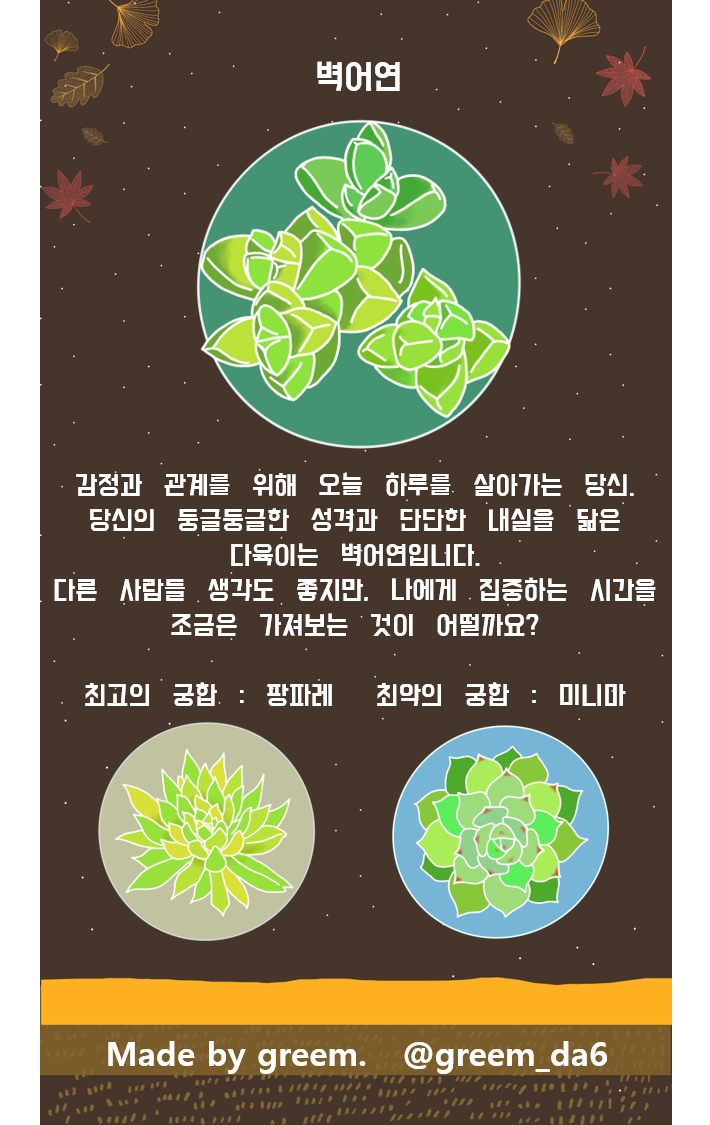 벽어연
감정과 관계를 위해 오늘 하루를 살아가는 당신.
당신의 둥글둥글한 성격과 단단한 내실을 닮은
다육이는 벽어연입니다.
다른 사람들 생각도 좋지만, 나에게 집중하는 시간을
조금은 가져보는 것이 어떨까요?
최고의 궁합 : 팡파레 최악의 궁합 : 미니마
Made by greem. @greem_da6